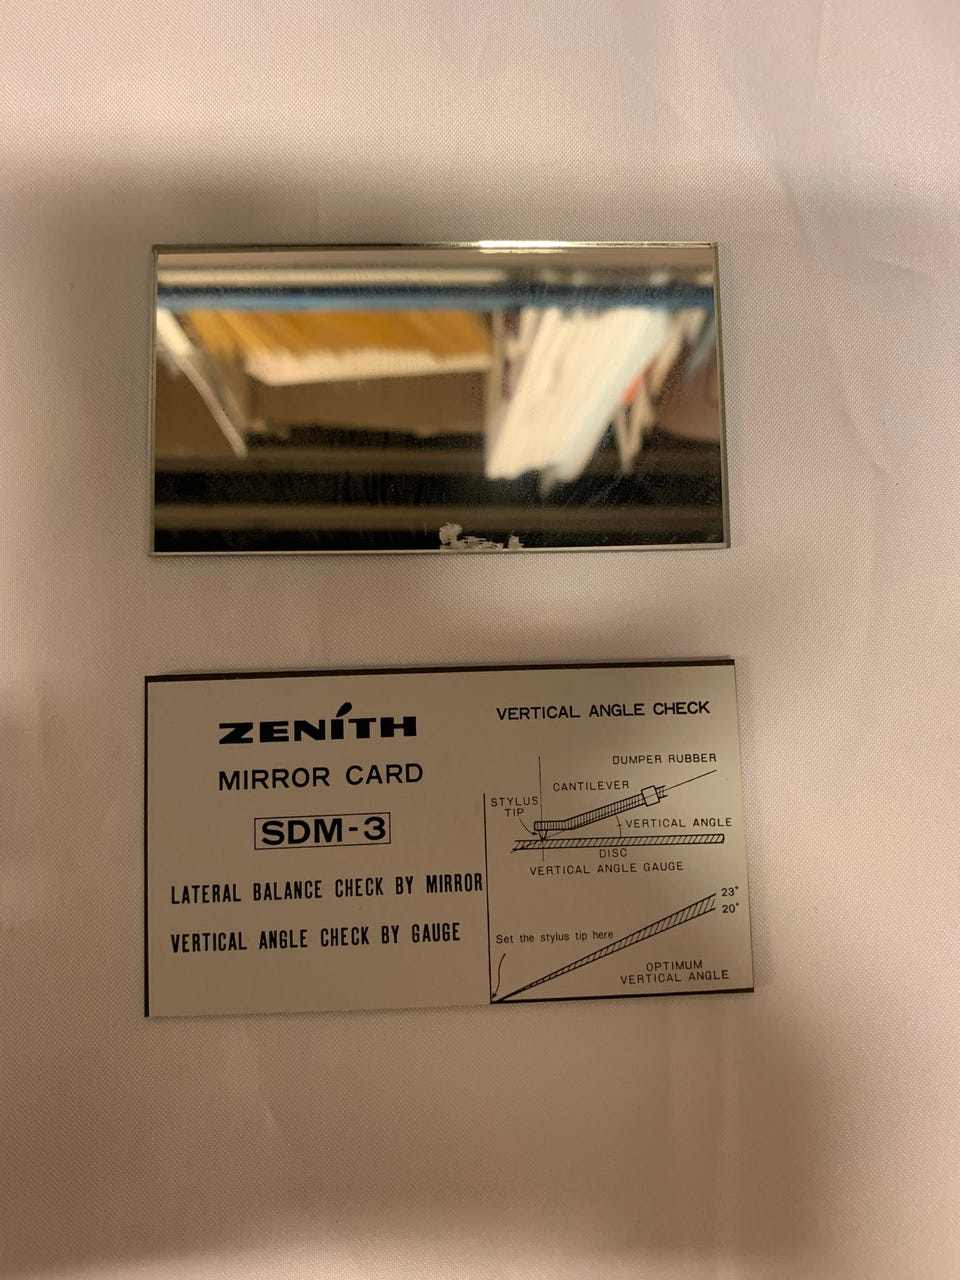 ZENÍTH
MIRROR CARD
SDM-3
LATERAL BALANCE CHECK BY MIRROR
VERTICAL ANGLE CHECK BY GAUGE
VERTICAL ANGLE CHECK
DUMPER RUBBER
CANTILEVER
STYLUS
TIP
VERTICAL ANGLE
DISC
VERTICAL ANGLE GAUGE
23°
20°
Set the stylus tip here
OPTIMUM
VERTICAL ANGLE